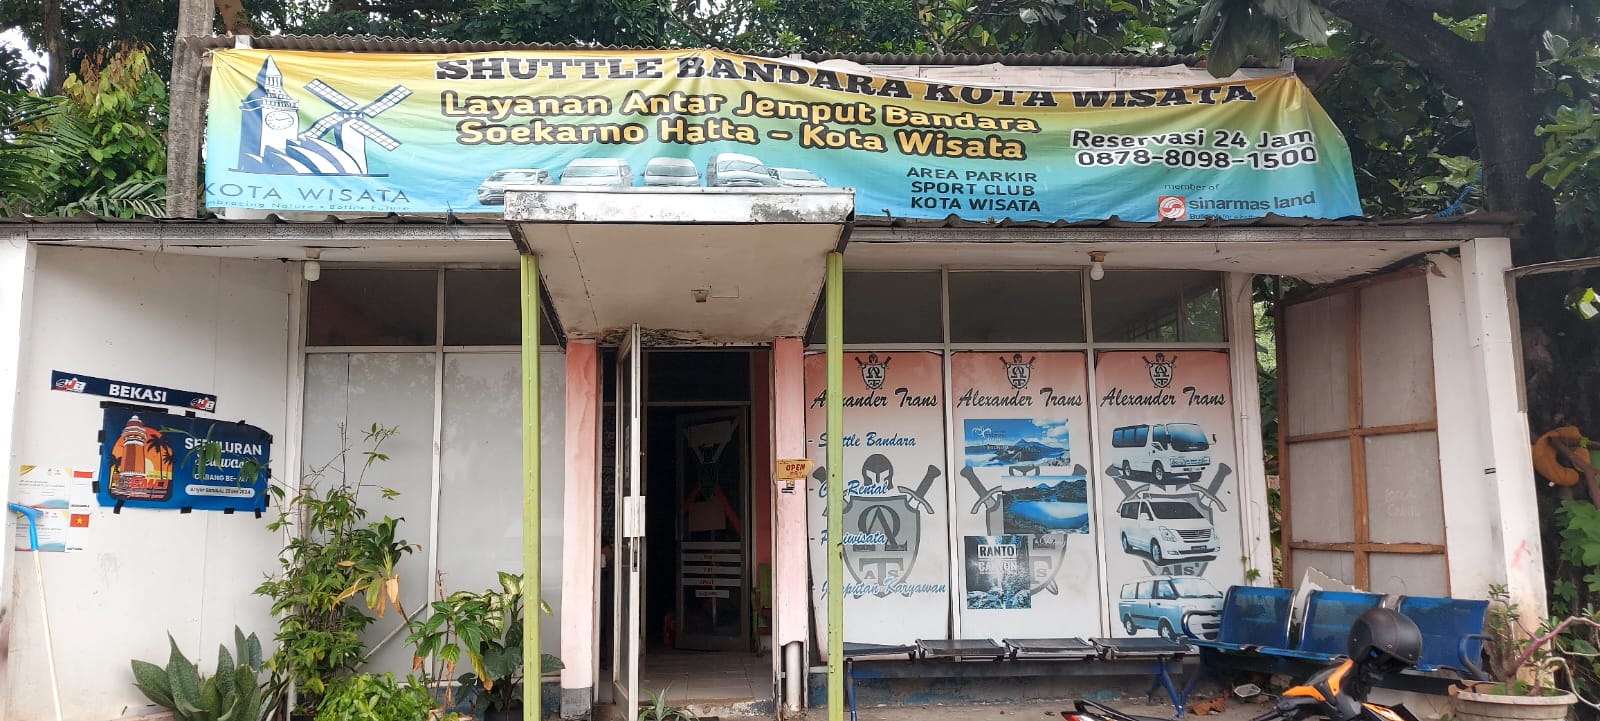 SHUTTLE BANDARA KOTA WISATA
Layanan Antar Jemput Bandara
Soekarno Hatta - Kota Wisata
Reservasi 24 Jam
0878-8098-1500
AREA PARKIR
SPORT CLUB
KOTA WISATA
member of
sinarmas land
KOTA WISATA
BEKASI
OPEN
Alexander Trans
- Shuttle Bandara
Rental
Jemputan Karyawan
Alexander Trans
RANTO
CANYON
Alexander Trans